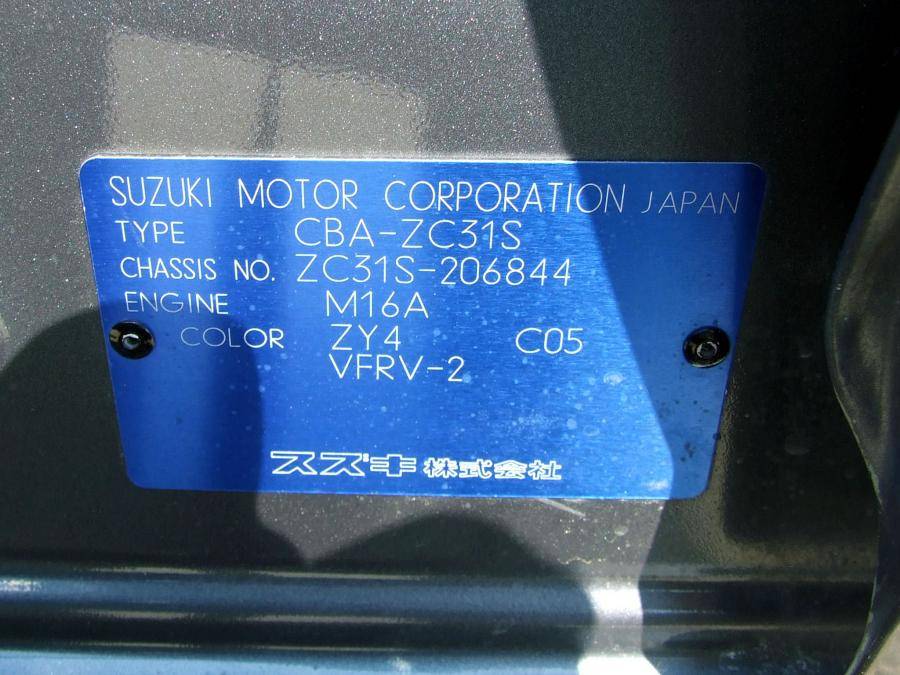 SUZUKI MOTOR CORPORATION JAPAN
TYPE CBA-ZC31S
CHASSIS NO. ZC31S-206844
ENGINE M16A
COLOR ZY4 C05
VFRV-2
スズキ株式会社